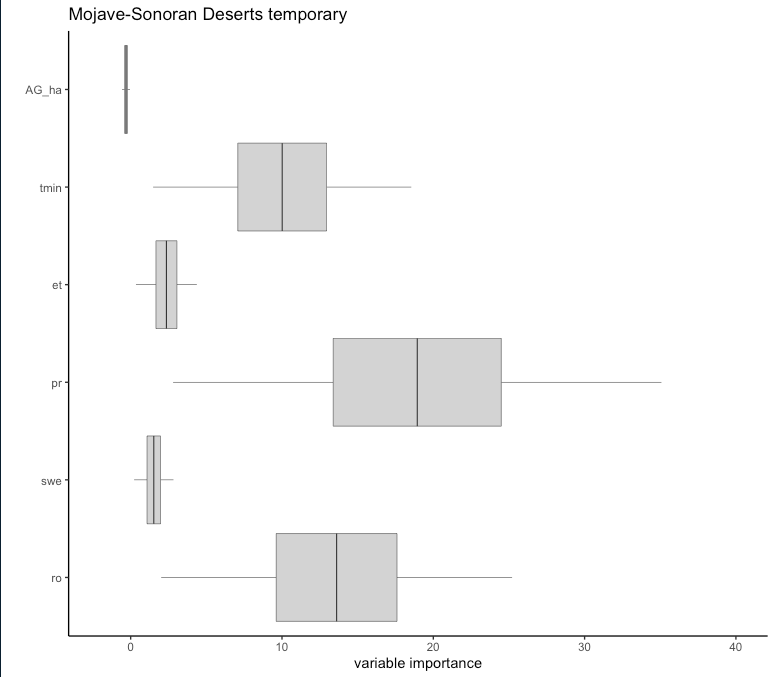 Mojave-Sonoran Deserts temporary
AG_ha
tmin
et
pr
swe
ro
0 10 20 30 40
variable importance